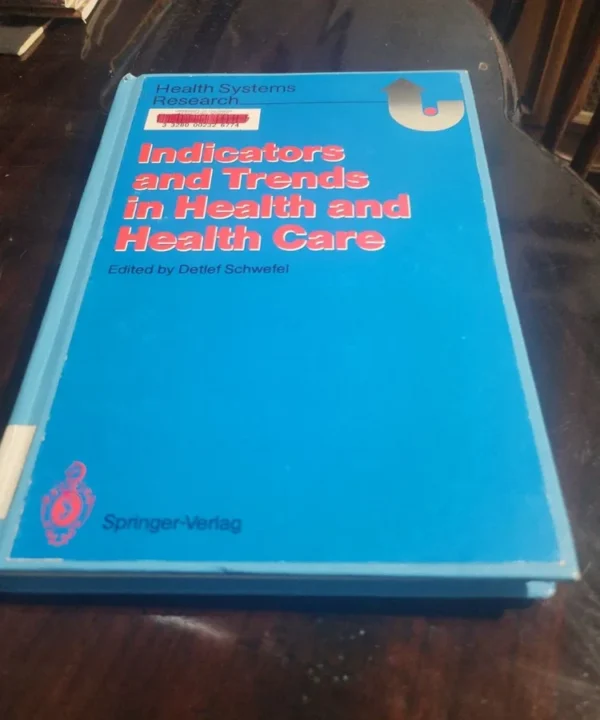 Health Systems
Research
Indicators
and Trends
in Health and
Health Care
Edited by Detlef Schwefel
Springer-Verlag